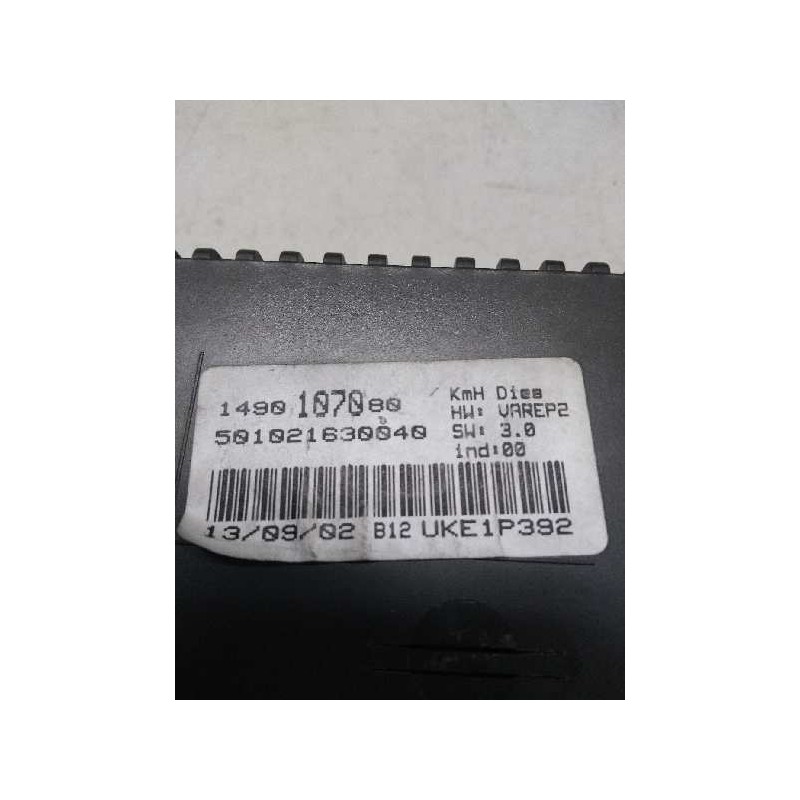 1490 1070 80
501021630040
KmH Dies
HW: VAREP2
SW: 3.0
ind:00
13/09/02 B12 UKE1P392